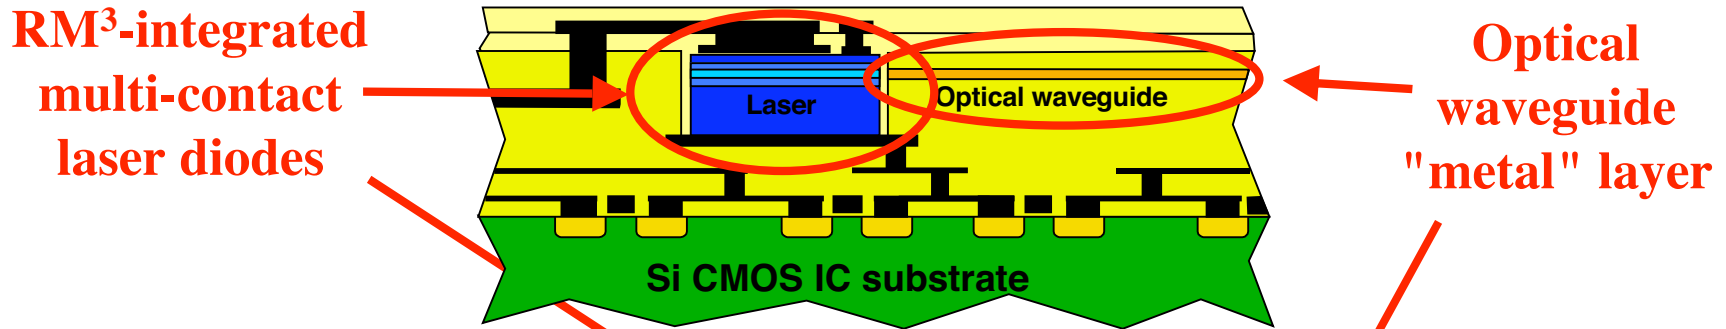 RM³-integrated
multi-contact
laser diodes
Laser
Optical waveguide
Si CMOS IC substrate
Optical
waveguide
"metal" layer